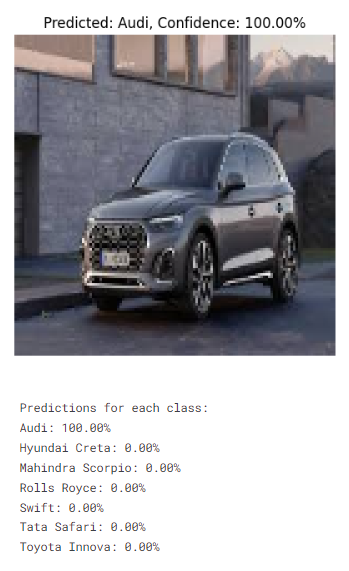 Predicted: Audi, Confidence: 100.00%
Predictions for each class:
Audi: 100.00%
Hyundai Creta: 0.00%
Mahindra Scorpio: 0.00%
Rolls Royce: 0.00%
Swift: 0.00%
Tata Safari: 0.00%
Toyota Innova: 0.00%